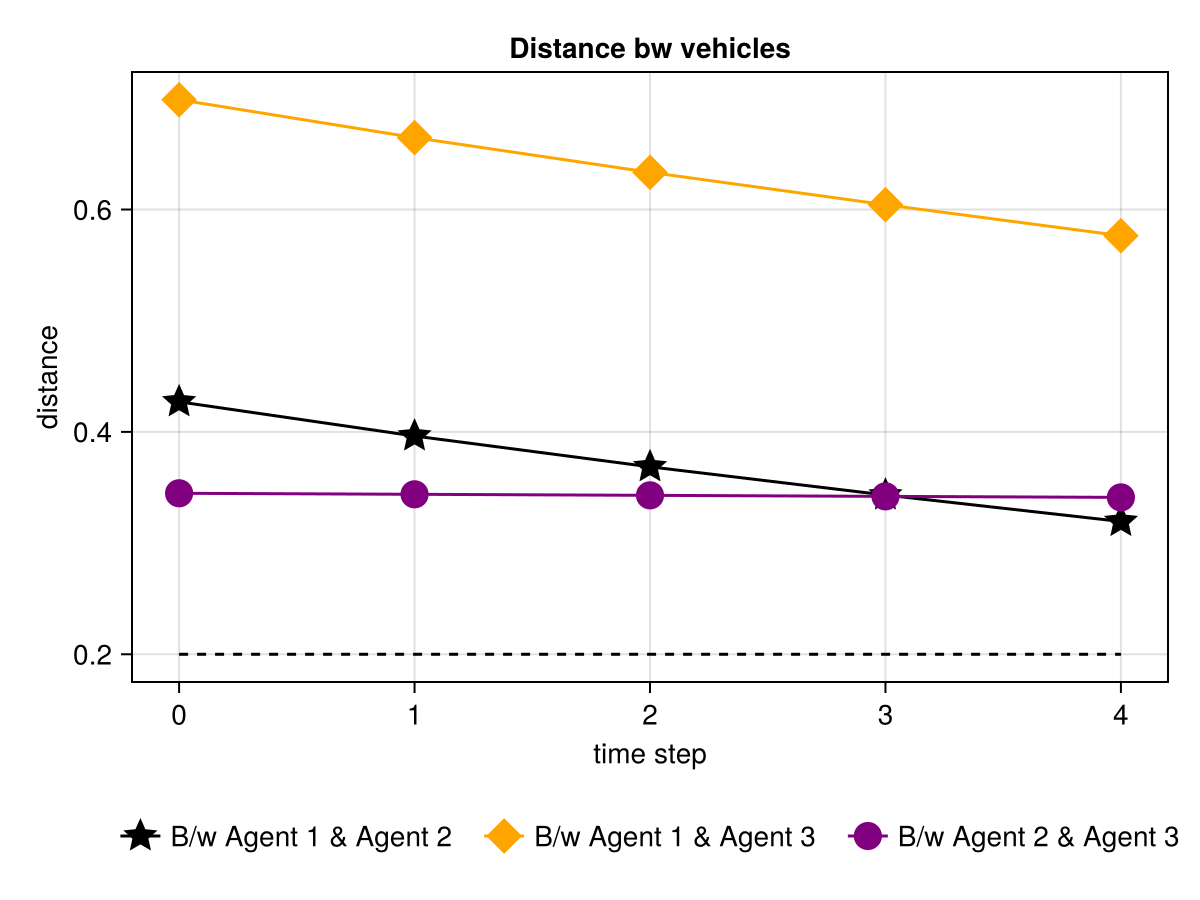 Distance bw vehicles
distance
0.6
0.4
0.2
0 1 2 3 4
time step
B/w Agent 1 & Agent 2 B/w Agent 1 & Agent 3 B/w Agent 2 & Agent 3